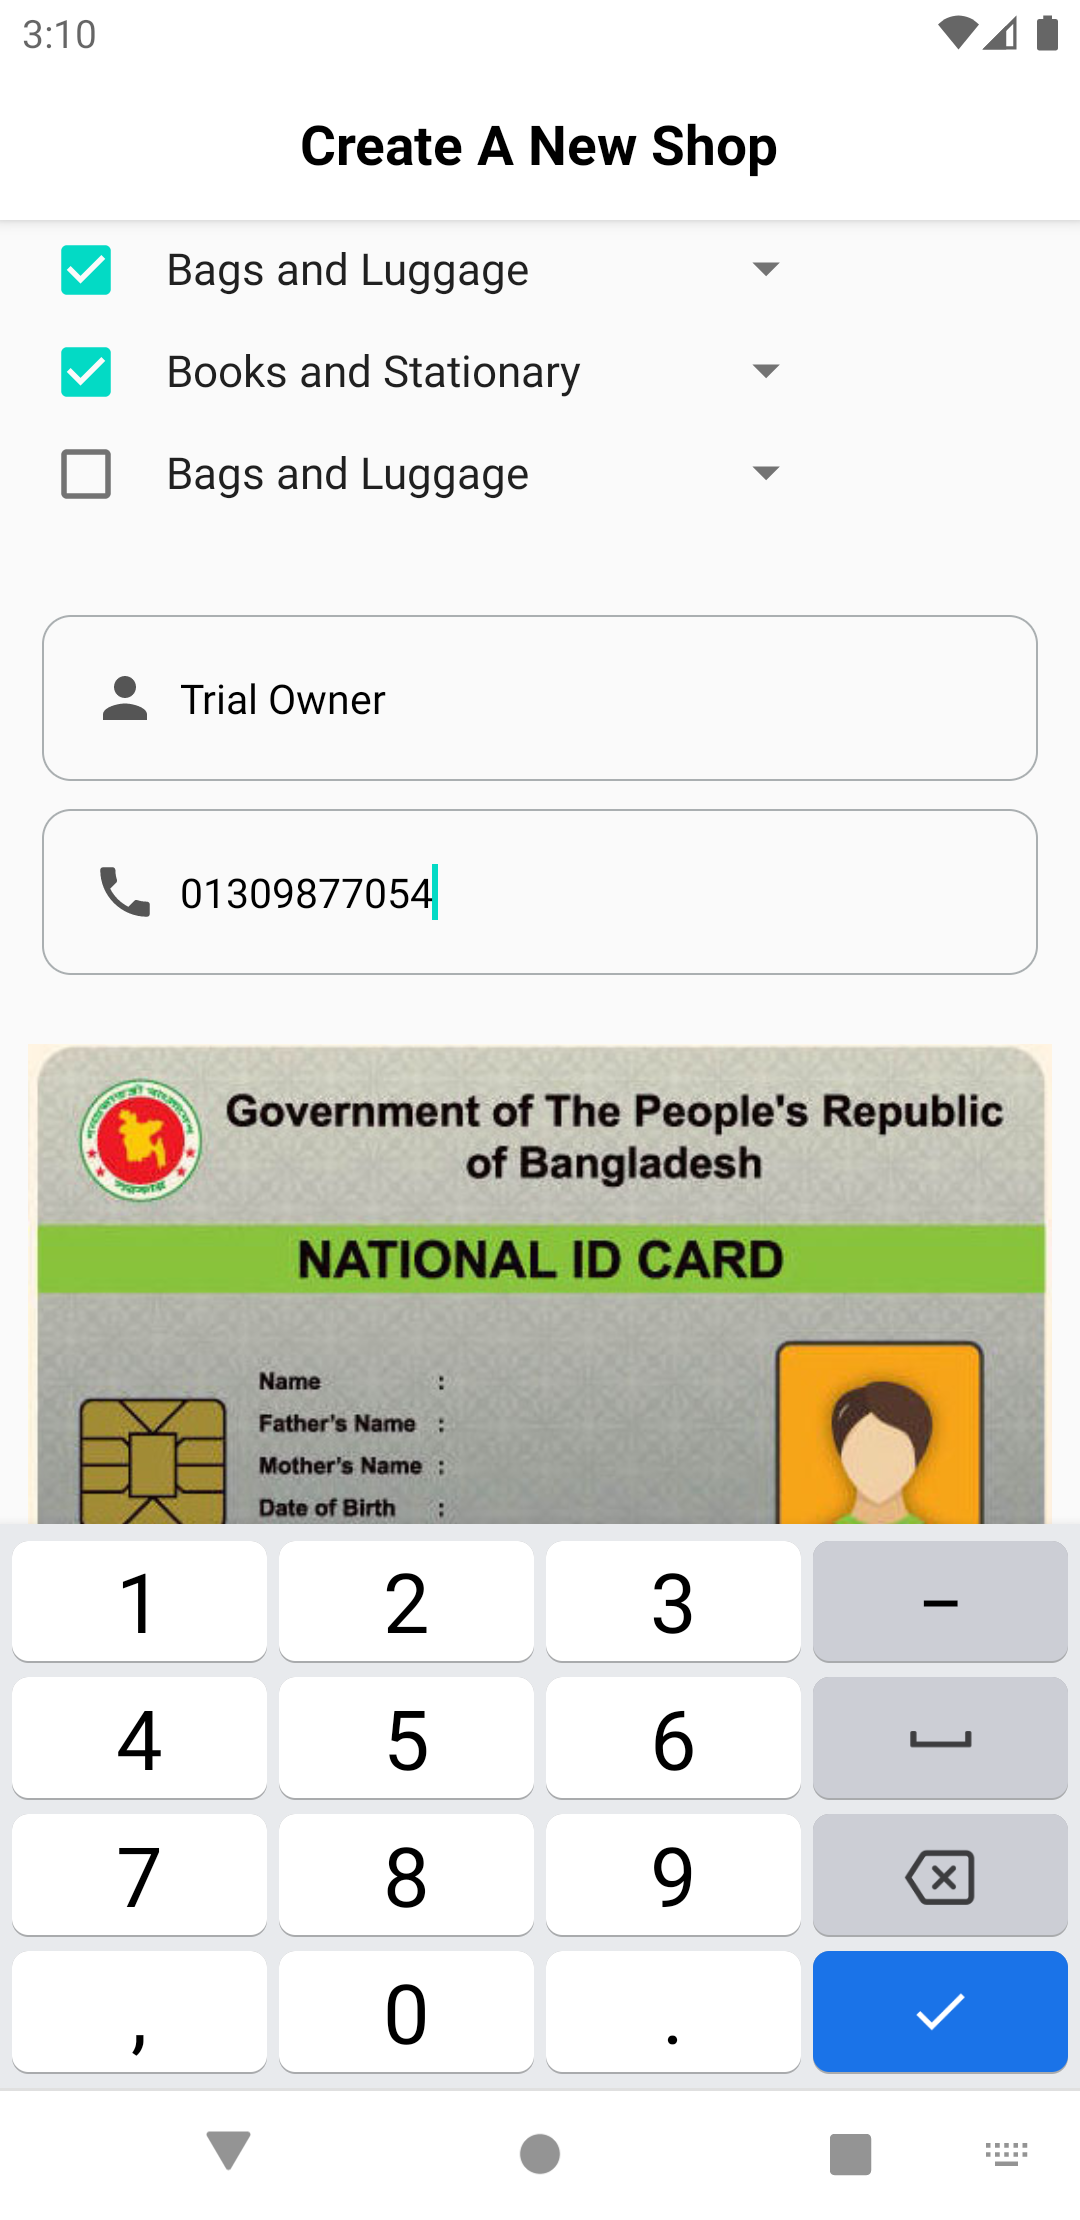 3:10
Create A New Shop
Bags and Luggage
Books and Stationary
Bags and Luggage
Trial Owner
01309877054
Government of The People's Republic
of Bangladesh
NATIONAL ID CARD
Name :
Father's Name :
Mother's Name :
Date of Birth :
1 2 3 –
4 5 6
7 8 9
, 0 .